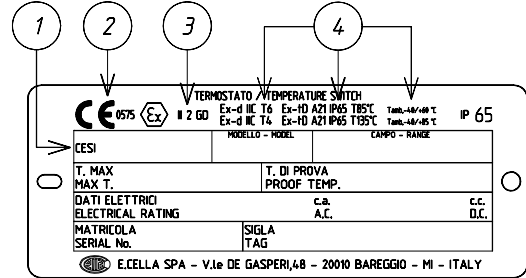 1 2 3 4
TERMOSTATO / TEMPERATURE SWITCH
CE 0575 Ex II 2 GD Ex-d IIC T6 Ex-tD A21 IP65 T85°C Tamb.-40/+60 °C IP 65
Ex-d IIC T4 Ex-tD A21 IP65 T135°C Tamb.-40/+85 °C
MODELLO - MODEL CAMPO - RANGE
CESI
T. MAX T. DI PROVA
MAX T. PROOF TEMP.
DATI ELETTRICI c.a. c.c.
ELECTRICAL RATING A.C. D.C.
MATRICOLA SIGLA
SERIAL No. TAG
E.CELLA SPA - V.le DE GASPERI,48 - 20010 BAREGGIO - MI - ITALY